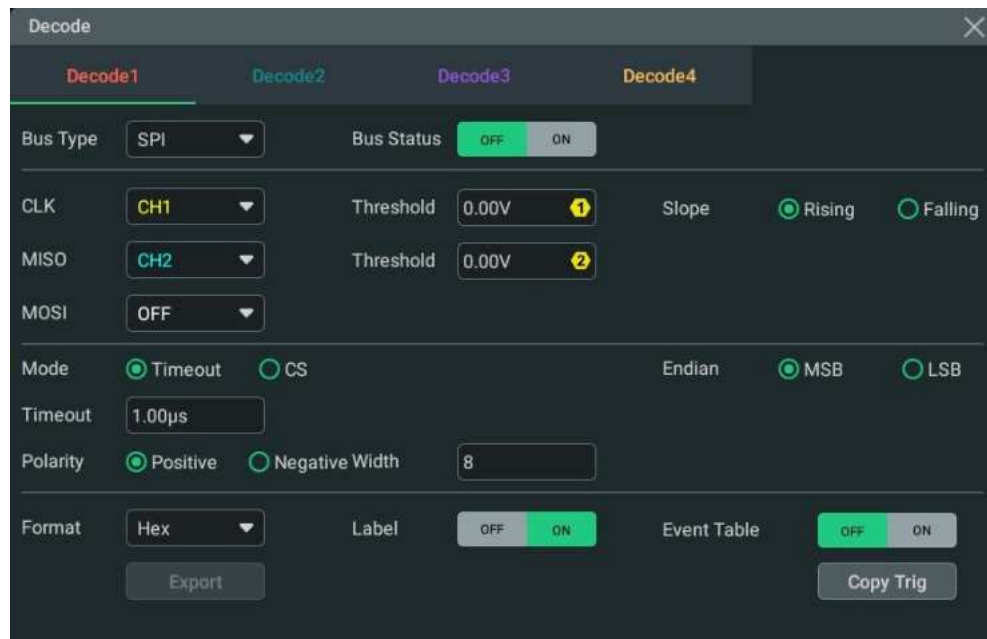 Decode
Decode1 Decode2 Decode3 Decode4
Bus Type SPI Bus Status OFF ON
CLK CH1 Threshold 0.00V 1 Slope Rising Falling
MISO CH2 Threshold 0.00V 2
MOSI OFF
Mode Timeout CS Endian MSB LSB
Timeout 1.00µs
Polarity Positive Negative Width 8
Format Hex Label OFF ON Event Table OFF ON
Export Copy Trig